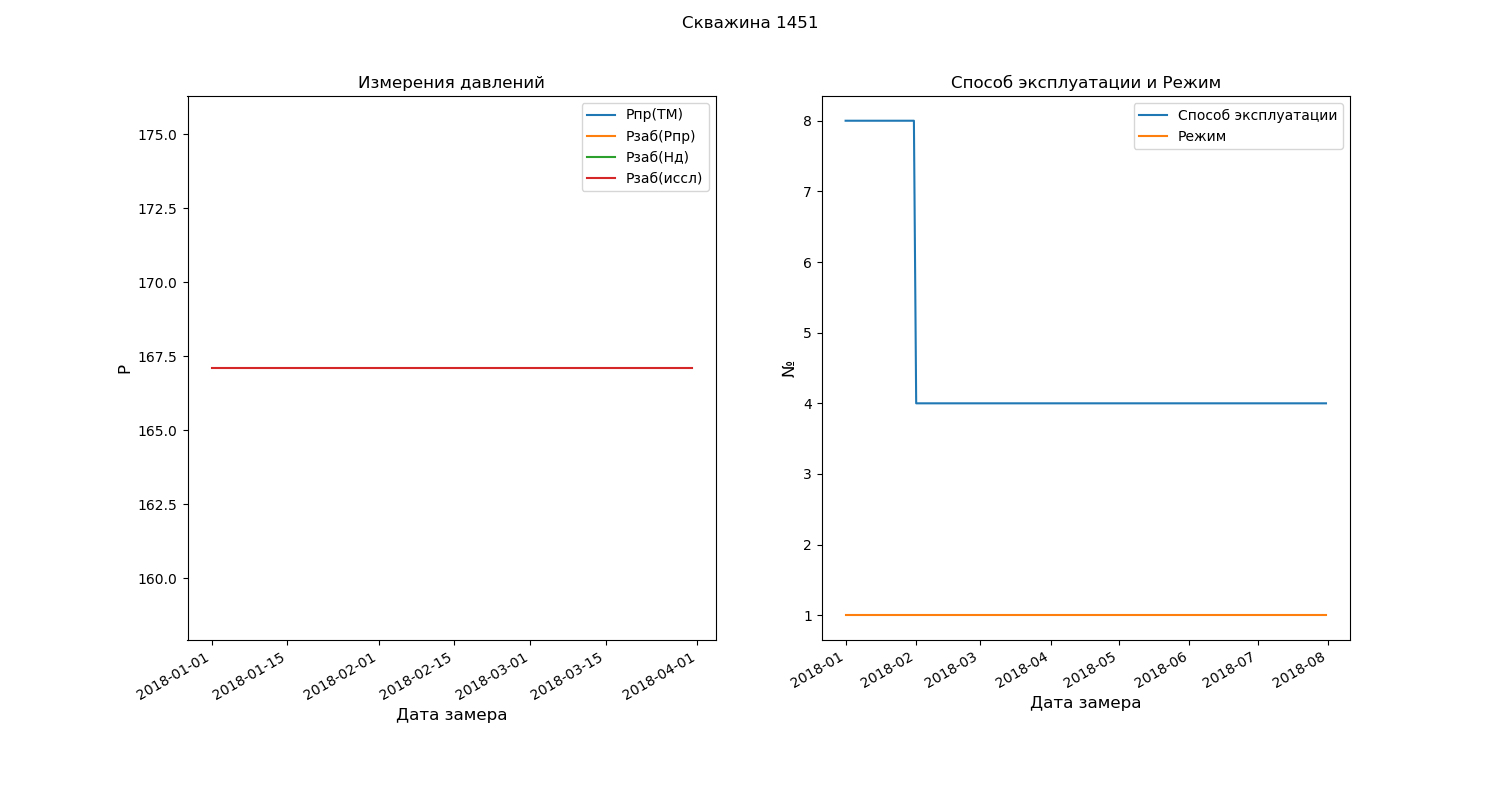 Скважина 1451
Измерения давлений
175.0
172.5
170.0
167.5
165.0
162.5
160.0
P
Рпр(ТМ)
Рзаб(Рпр)
Рзаб(Нд)
Рзаб(иссл)
2018-01-01
2018-01-15
2018-02-01
2018-02-15
2018-03-01
2018-03-15
2018-04-01
Дата замера
Способ эксплуатации и Режим
8
7
6
5
4
3
2
1
№
Способ эксплуатации
Режим
2018-01
2018-02
2018-03
2018-04
2018-05
2018-06
2018-07
2018-08
Дата замера